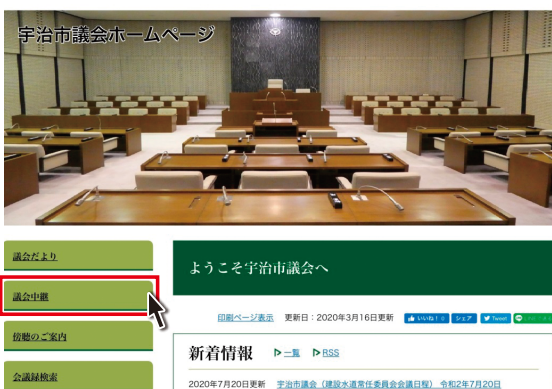 宇治市議会ホームページ
議会だより
議会中継
傍聴のご案内
会議録検索
ようこそ宇治市議会へ
印刷ページ表示 更新日：2020年3月16日更新 いいね！0 シェア Tweet
新着情報 一覧 RSS
2020年7月20日更新 宇治市議会（建設水道常任委員会会議日程） 令和2年7月20日